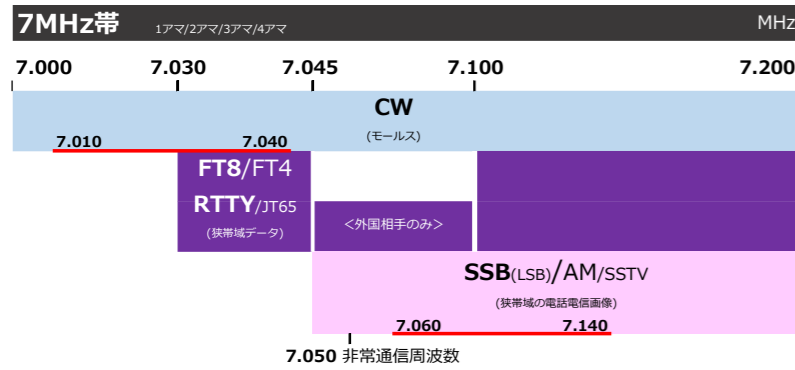 7MHz帯 1アマ/2アマ/3アマ/4アマ MHz
7.000 7.030 7.045 7.100 7.200
CW
(モールス)
7.010 7.040
FT8/FT4
RTTY/JT65
(狭帯域データ)
<外国相手のみ>
SSB(LSB)/AM/SSTV
(狭帯域の電話電信画像)
7.060 7.140
7.050 非常通信周波数